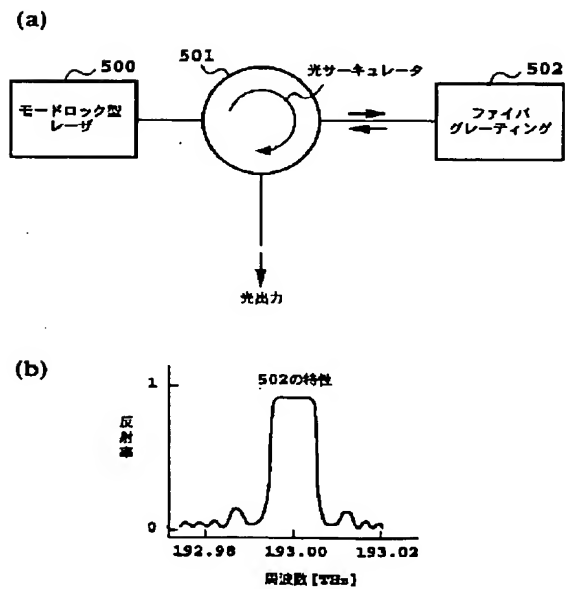 (a)
500
501
光サーキュレータ
502
モードロック型
レーザ
ファイバ
グレーティング
光出力
(b)
502の特性
1
反射率
0
192.98
193.00
193.02
周波数[THz]